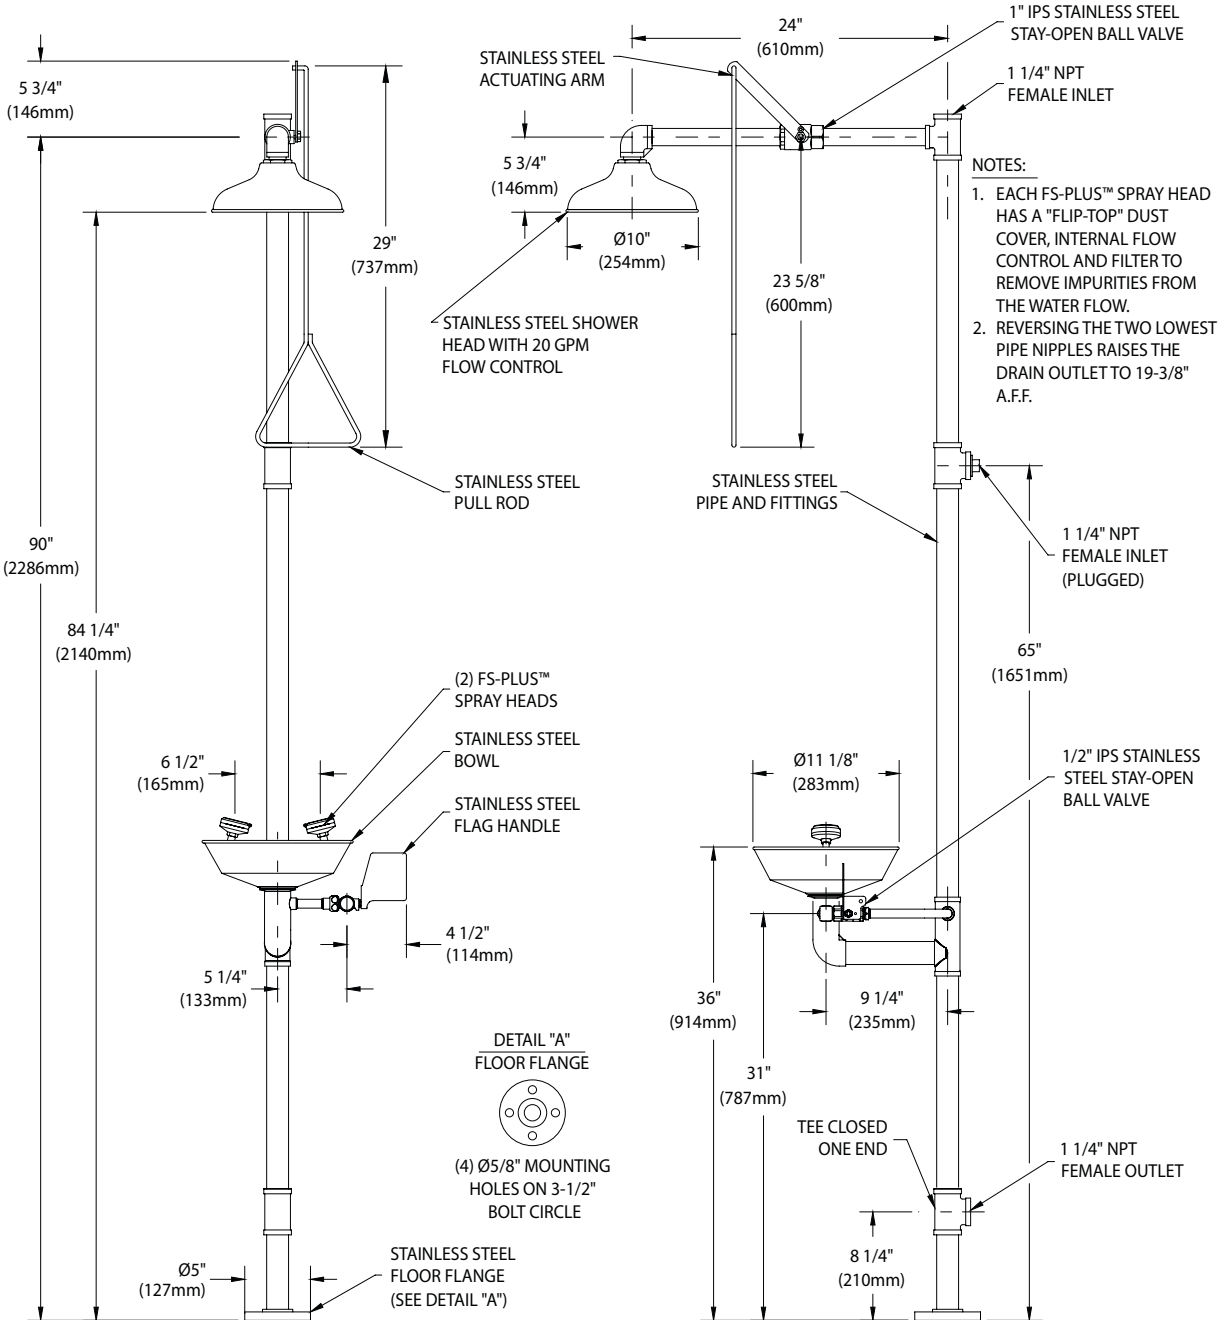 24"
(610mm)
1" IPS STAINLESS STEEL
STAY-OPEN BALL VALVE
STAINLESS STEEL
ACTUATING ARM
1 1/4" NPT
FEMALE INLET
5 3/4"
(146mm)
5 3/4"
(146mm)
NOTES:
1. EACH FS-PLUS™ SPRAY HEAD
HAS A "FLIP-TOP" DUST
COVER, INTERNAL FLOW
CONTROL AND FILTER TO
REMOVE IMPURITIES FROM
THE WATER FLOW.
2. REVERSING THE TWO LOWEST
PIPE NIPPLES RAISES THE
DRAIN OUTLET TO 19-3/8"
A.F.F.
29"
(737mm)
Ø10"
(254mm)
23 5/8"
(600mm)
STAINLESS STEEL SHOWER
HEAD WITH 20 GPM
FLOW CONTROL
STAINLESS STEEL
PULL ROD
STAINLESS STEEL
PIPE AND FITTINGS
1 1/4" NPT
FEMALE INLET
(PLUGGED)
90"
(2286mm)
84 1/4"
(2140mm)
65"
(1651mm)
(2) FS-PLUS™
SPRAY HEADS
STAINLESS STEEL
BOWL
6 1/2"
(165mm)
STAINLESS STEEL
FLAG HANDLE
Ø11 1/8"
(283mm)
1/2" IPS STAINLESS
STEEL STAY-OPEN
BALL VALVE
4 1/2"
(114mm)
5 1/4"
(133mm)
36"
(914mm)
9 1/4"
(235mm)
DETAIL "A"
FLOOR FLANGE
31"
(787mm)
(4) Ø5/8" MOUNTING
HOLES ON 3-1/2"
BOLT CIRCLE
TEE CLOSED
ONE END
1 1/4" NPT
FEMALE OUTLET
Ø5"
(127mm)
STAINLESS STEEL
FLOOR FLANGE
(SEE DETAIL "A")
8 1/4"
(210mm)